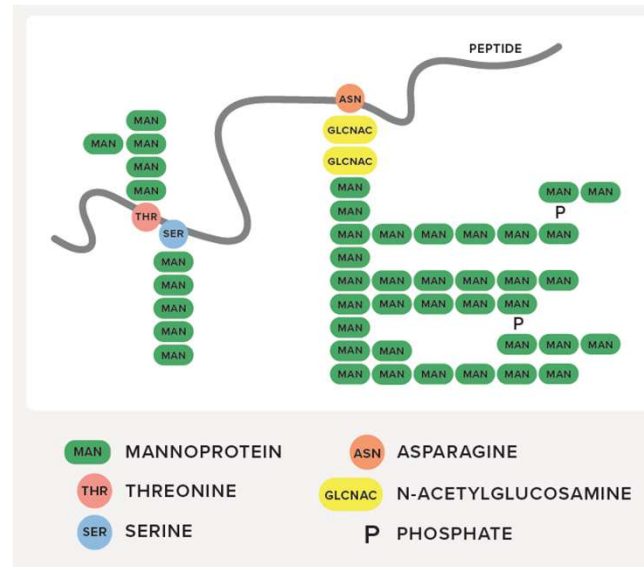 PEPTIDE
ASN
MAN
GLCNAC
MAN MAN
GLCNAC
MAN
MAN
MAN
MAN MAN
MAN
P
THR
SER
MAN MAN MAN MAN MAN MAN
MAN
MAN
MAN MAN MAN MAN MAN MAN
MAN
MAN MAN MAN MAN MAN
MAN
P
MAN
MAN
MAN MAN MAN
MAN MAN
MAN
MAN MAN MAN MAN MAN MAN
MAN MANNOPROTEIN
ASN ASPARAGINE
THR THREONINE
GLCNAC N-ACETYLGLUCOSAMINE
SER SERINE
P PHOSPHATE